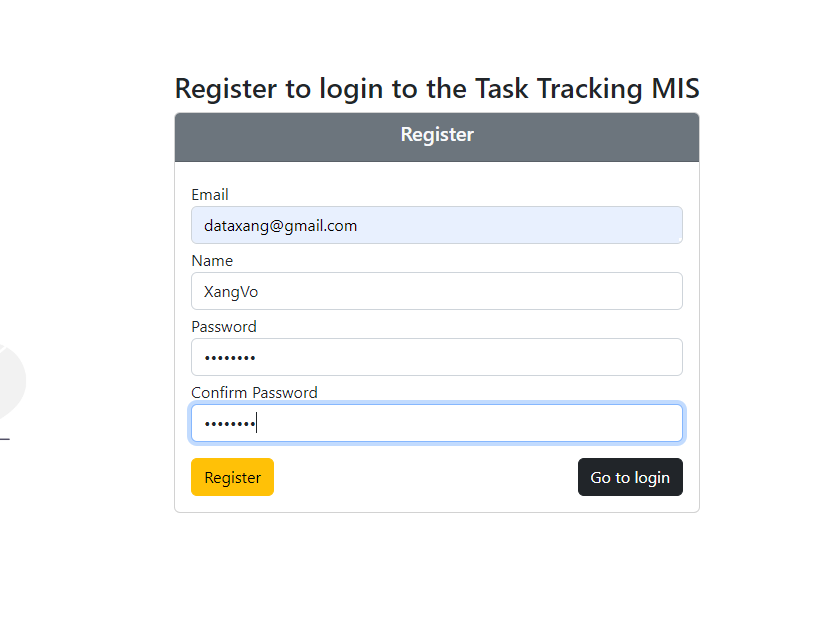 Register to login to the Task Tracking MIS
Register
Email
dataxang@gmail.com
Name
XangVo
Password
••••••••
Confirm Password
••••••••
Register
Go to login